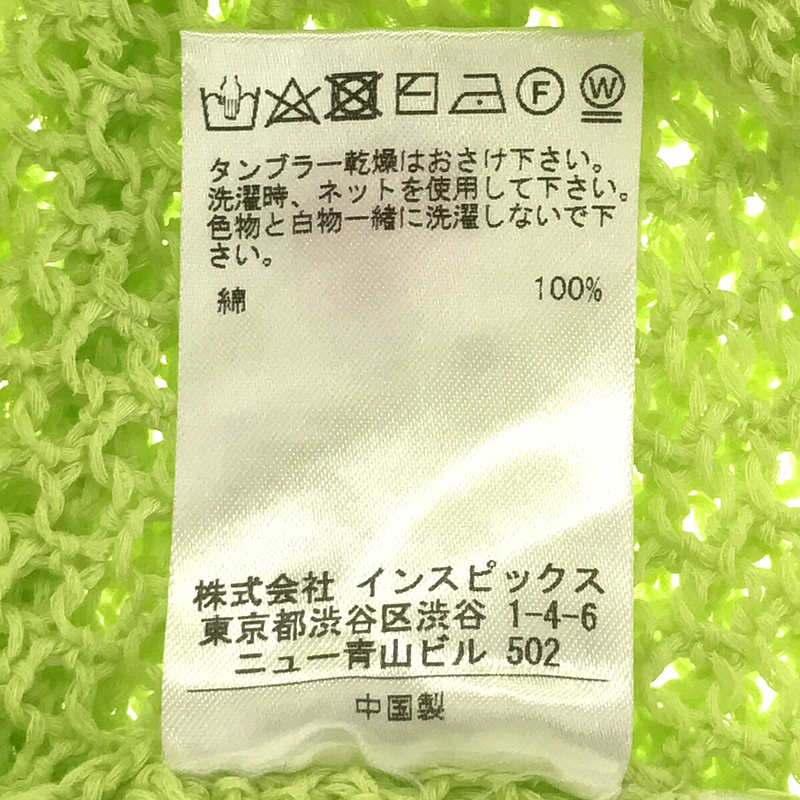 F W
タンブラー乾燥はおさけ下さい。
洗濯時、ネットを使用して下さい。
色物と白物一緒に洗濯しないで下
さい。
綿 100%
株式会社 インスピックス
東京都渋谷区渋谷 1-4-6
ニュー青山ビル 502
中国製